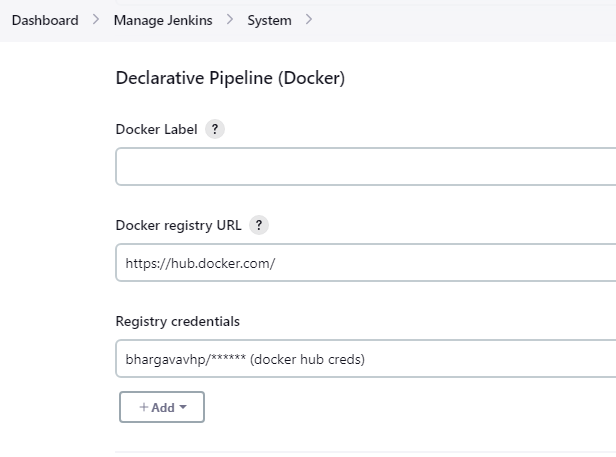 Dashboard > Manage Jenkins > System >
Declarative Pipeline (Docker)
Docker Label ?
Docker registry URL ?
https://hub.docker.com/
Registry credentials
bhargavavhp/****** (docker hub creds)
+ Add